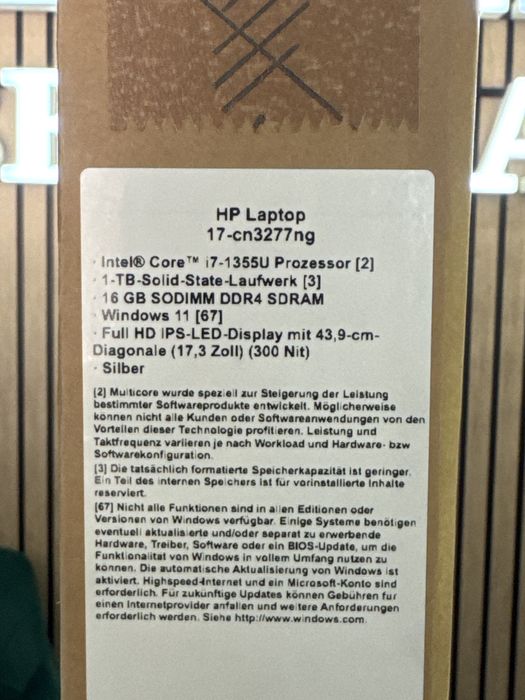 HP Laptop
17-cn3277ng
· Intel® Core™ i7-1355U Prozessor [2]
· 1-TB-Solid-State-Laufwerk [3]
· 16 GB SODIMM DDR4 SDRAM
· Windows 11 [67]
· Full HD IPS-LED-Display mit 43,9-cm-
Diagonale (17,3 Zoll) (300 Nit)
· Silber
[2] Multicore wurde speziell zur Steigerung der Leistung
bestimmter Softwareprodukte entwickelt. Möglicherweise
können nicht alle Kunden oder Softwareanwendungen von den
Vorteilen dieser Technologie profitieren. Leistung und
Taktfrequenz variieren je nach Workload und Hardware- bzw
Softwarekonfiguration.
[3] Die tatsächlich formatierte Speicherkapazität ist geringer.
Ein Teil des internen Speichers ist für vorinstallierte Inhalte
reserviert.
[67] Nicht alle Funktionen sind in allen Editionen oder
Versionen von Windows verfügbar. Einige Systeme benötigen
eventuell aktualisierte und/oder separat zu erwerbende
Hardware, Treiber, Software oder ein BIOS-Update, um die
Funktionalität von Windows in vollem Umfang nutzen zu
können. Die automatische Aktualisierung von Windows ist
aktiviert. Highspeed-Internet und ein Microsoft-Konto sind
erforderlich. Für zukünftige Updates können Gebühren für
einen Internetprovider anfallen und weitere Anforderungen
erforderlich werden. Siehe http://www.windows.com.